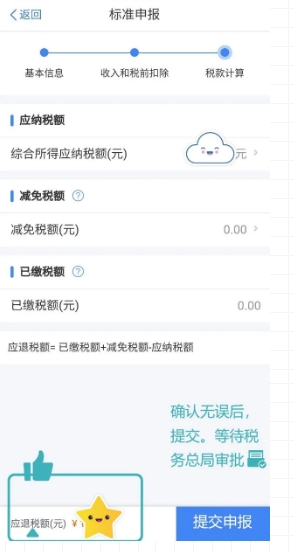 返回 标准申报
基本信息 收入和税前扣除 税款计算
应纳税额
综合所得应纳税额(元) 元
减免税额
减免税额(元) 0.00
已缴税额
已缴税额(元) 0.00
应退税额= 已缴税额+减免税额-应纳税额
确认无误后,
提交。等待税
务总局审批
应退税额(元) ¥
提交申报